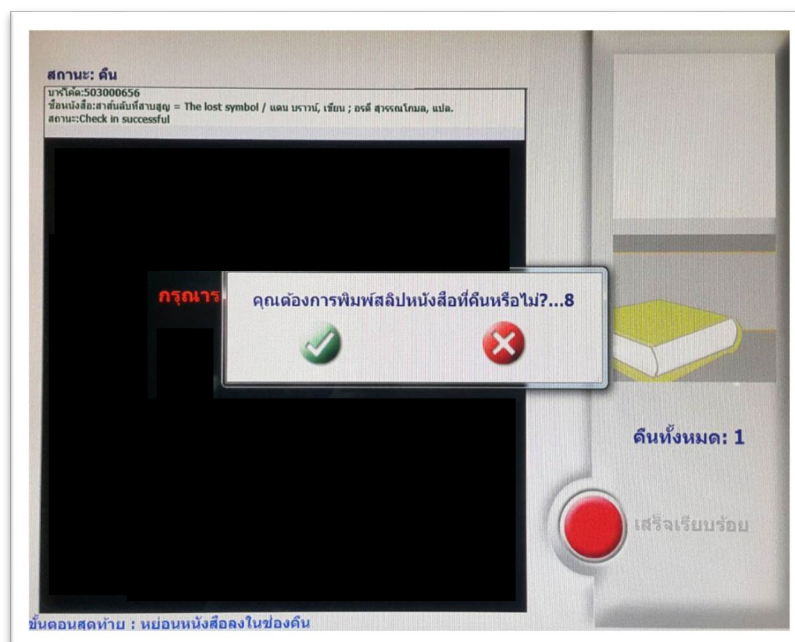 สถานะ: คืน
บาร์โค้ด:503000656
ชื่อหนังสือ:สาส์นลับที่สาบสูญ = The lost symbol / แดน บราวน์, เขียน ; อรดี สุวรรณโกมล, แปล.
สถานะ:Check in successful
กรุณาร
คุณต้องการพิมพ์สลิปหนังสือที่คืนหรือไม่?...8
คืนทั้งหมด: 1
เสร็จเรียบร้อย
ขั้นตอนสุดท้าย : หย่อนหนังสือลงในช่องคืน